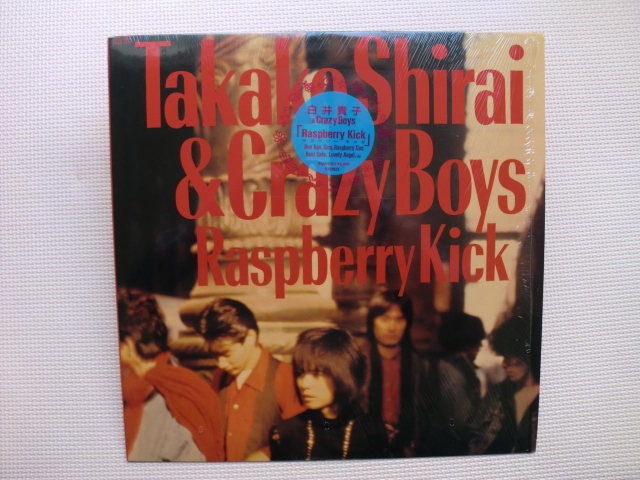 Takako Shirai
& Crazy Boys
Raspberry Kick
白井貴子
& Crazy Boys
「Raspberry Kick」